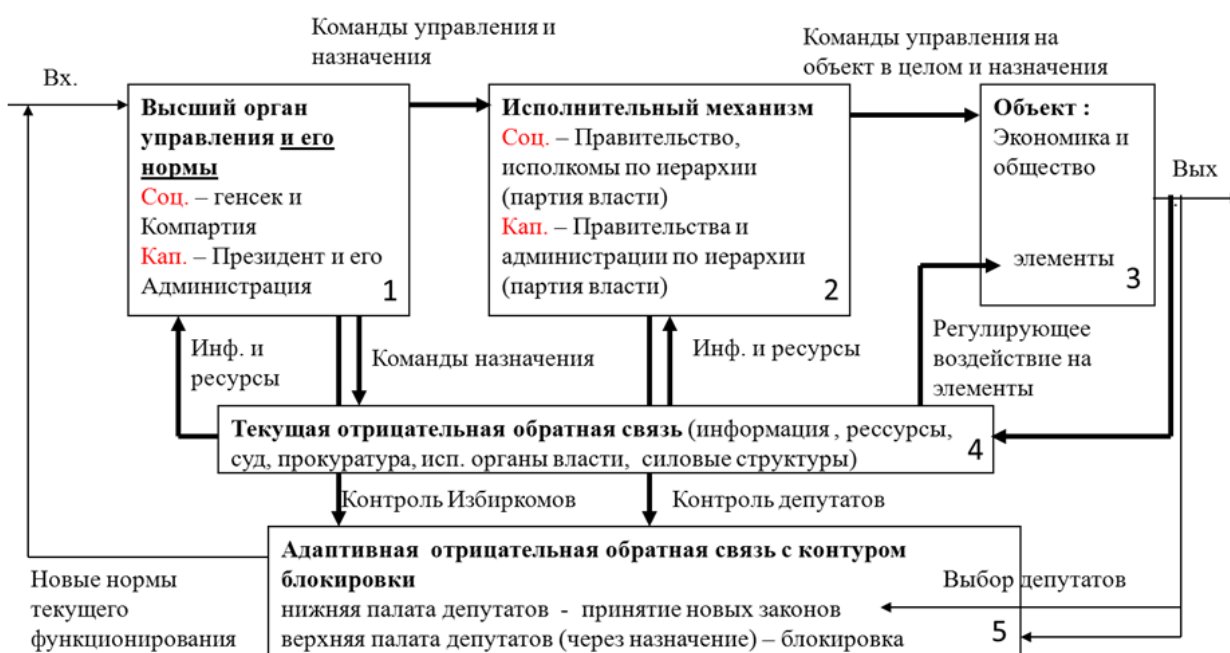 Команды управления и
назначения
Команды управления на
объект в целом и назначения
Вх.
Высший орган
управления и его
нормы
Соц. – генсек и
Компартия
Кап. – Президент и его
Администрация
1
Исполнительный механизм
Соц. – Правительство,
исполкомы по иерархии
(партия власти)
Кап. – Правительства и
администрации по иерархии
(партия власти)
2
Объект :
Экономика и
общество
элементы
3
Вых
.
Инф. и
ресурсы
Команды назначения
Инф. и ресурсы
Регулирующее
воздействие на
элементы
Текущая отрицательная обратная связь (информация , рессурсы,
суд, прокуратура, исп. органы власти, силовые структуры)
4
Контроль Избиркомов
Контроль депутатов
Адаптивная отрицательная обратная связь с контуром
блокировки
нижняя палата депутатов - принятие новых законов
верхняя палата депутатов (через назначение) – блокировка
5
Выбор депутатов
Новые нормы
текущего
функционирования